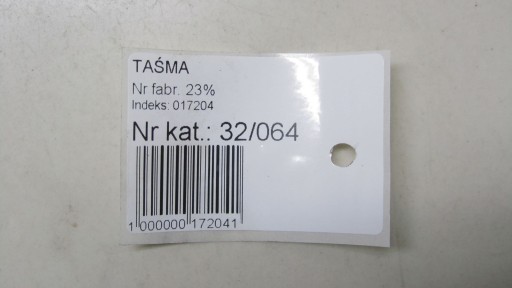 TAŚMA
Nr fabr. 23%
Indeks: 017204
Nr kat.: 32/064
1 000000 172041